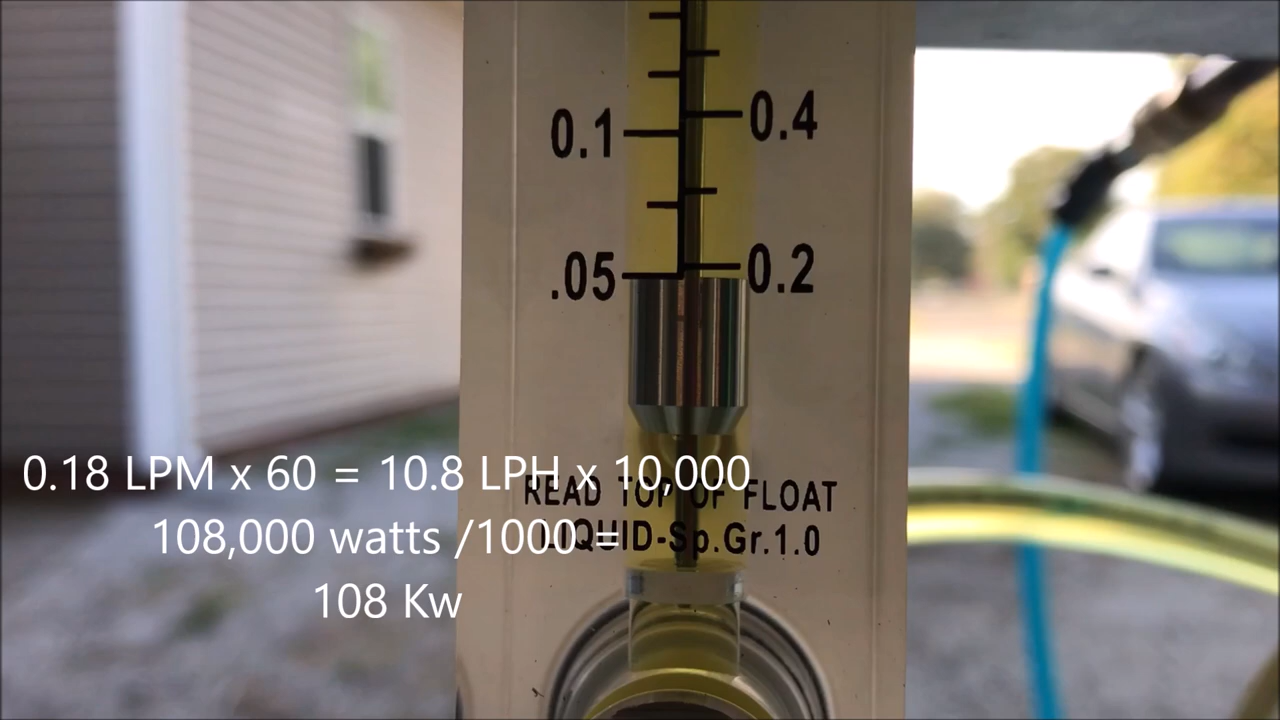 0.1 0.4
.05 0.2
0.18 LPM x 60 = 10.8 LPH x 10,000
READ TOP OF FLOAT
108,000 watts /1000 =
LIQUID-Sp.Gr.1.0
108 Kw